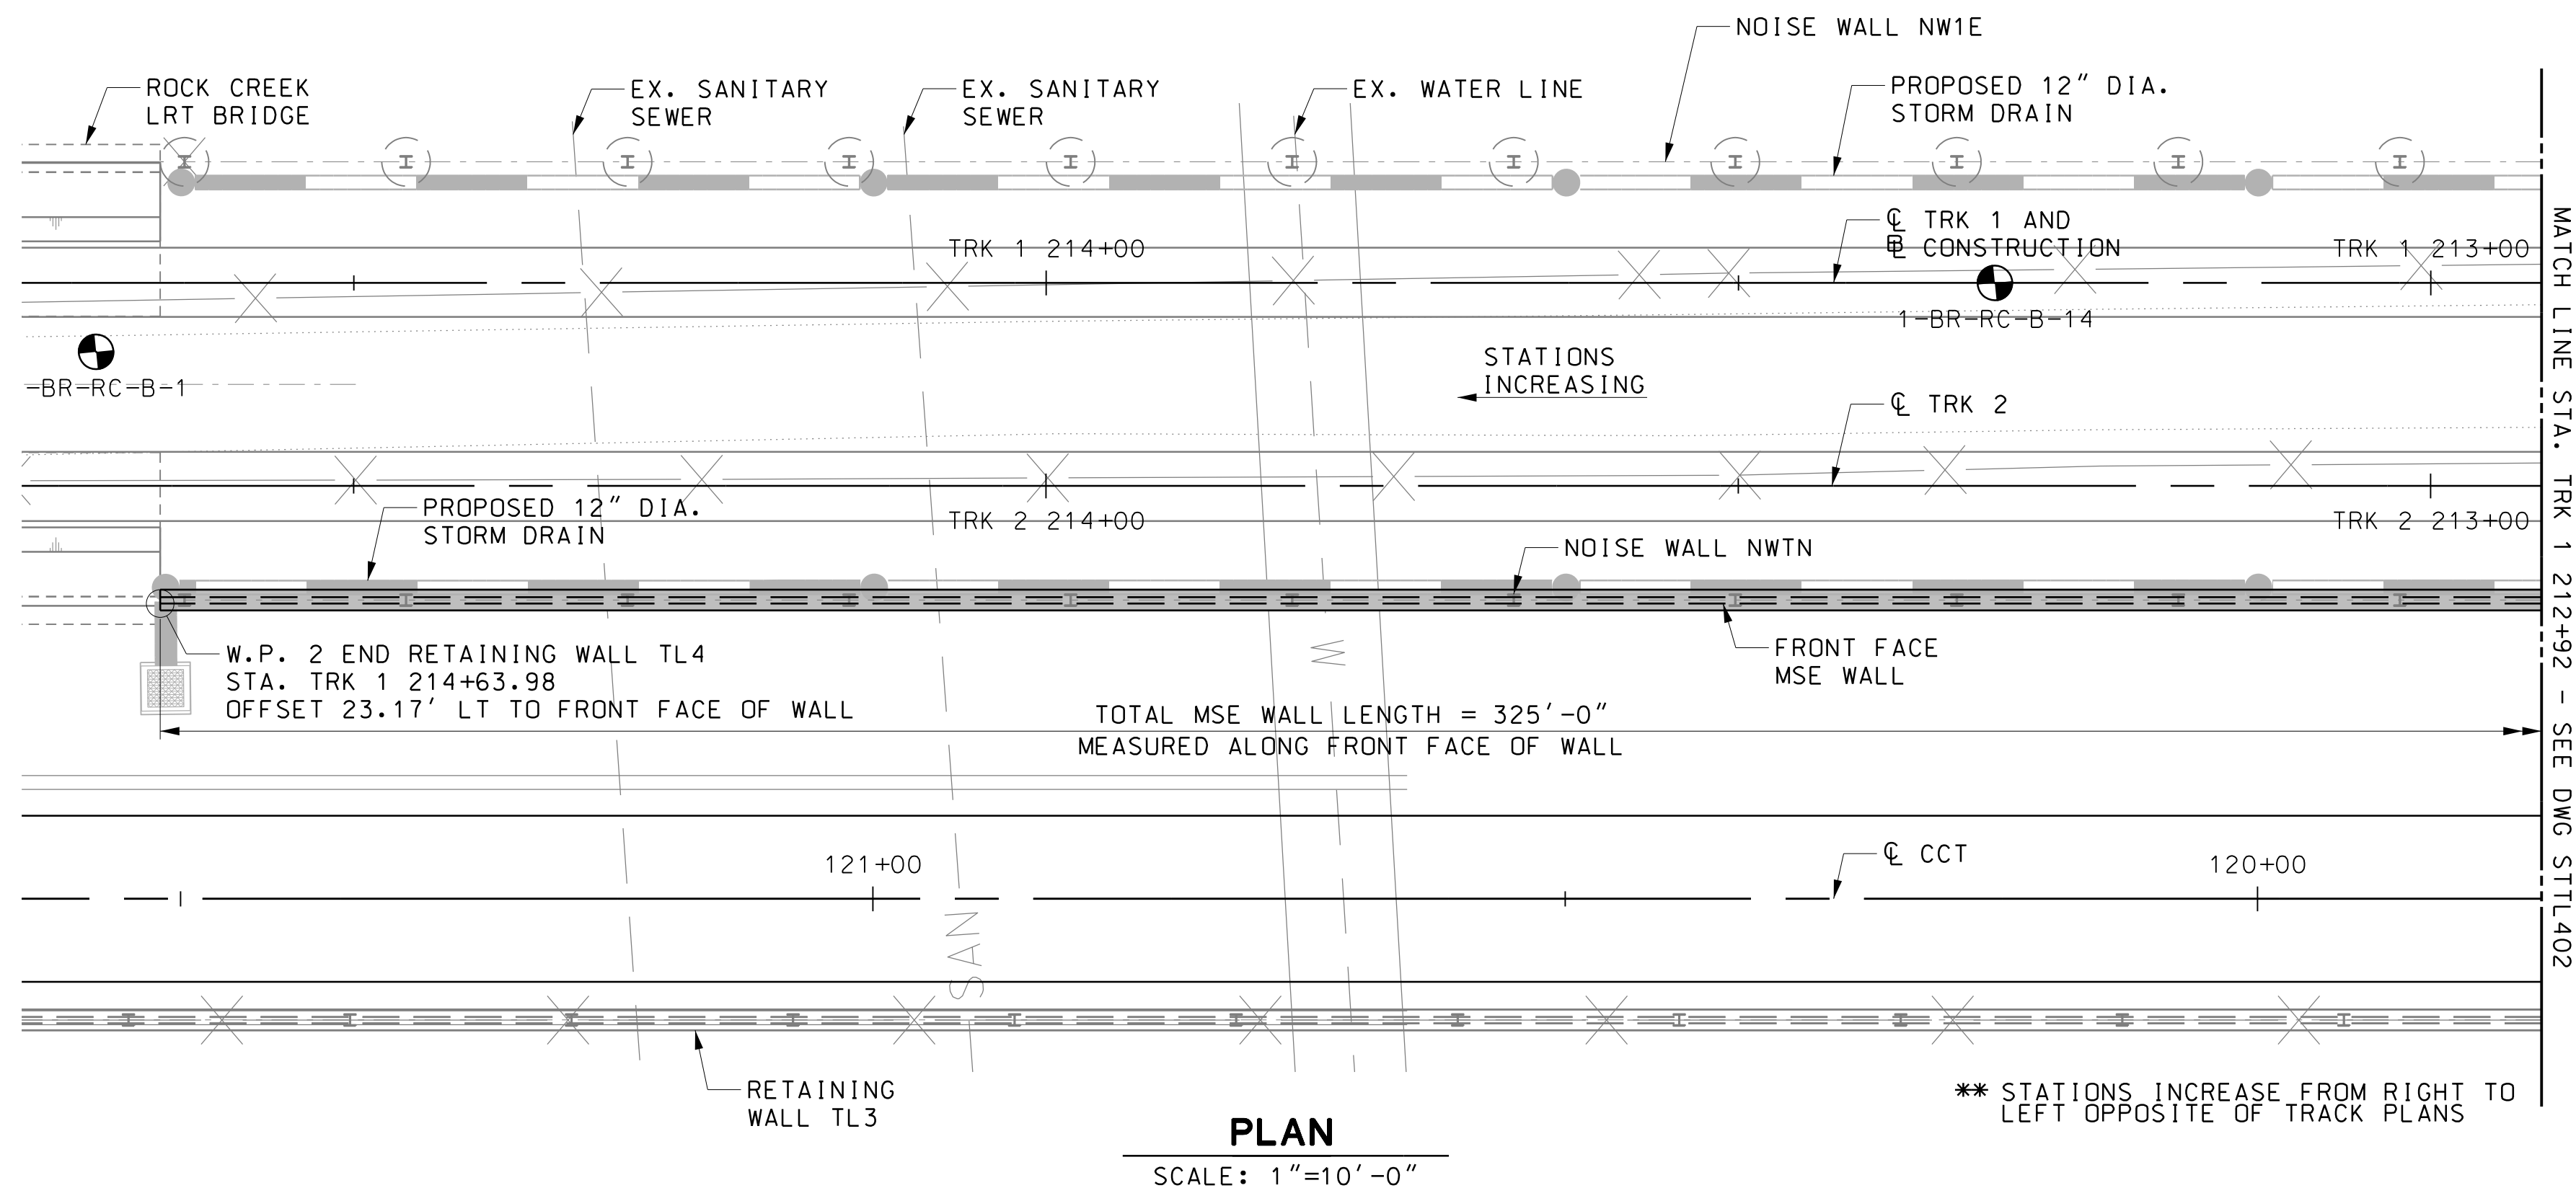 NOISE WALL NW1E
ROCK CREEK
LRT BRIDGE
EX. SANITARY
SEWER
EX. SANITARY
SEWER
EX. WATER LINE
PROPOSED 12" DIA.
STORM DRAIN
TRK 1 214+00
℄ TRK 1 AND
B̲L CONSTRUCTION
TRK 1 213+00
1-BR-RC-B-14
-BR-RC-B-1
STATIONS
INCREASING
℄ TRK 2
PROPOSED 12" DIA.
STORM DRAIN
TRK 2 214+00
TRK 2 213+00
NOISE WALL NWTN
W.P. 2 END RETAINING WALL TL4
STA. TRK 1 214+63.98
OFFSET 23.17' LT TO FRONT FACE OF WALL
W
FRONT FACE
MSE WALL
TOTAL MSE WALL LENGTH = 325'-0"
MEASURED ALONG FRONT FACE OF WALL
121+00
℄ CCT
120+00
SAN
RETAINING
WALL TL3
** STATIONS INCREASE FROM RIGHT TO
LEFT OPPOSITE OF TRACK PLANS
PLAN
SCALE: 1"=10'-0"
MATCH LINE STA. TRK 1 212+92 - SEE DWG STTL402